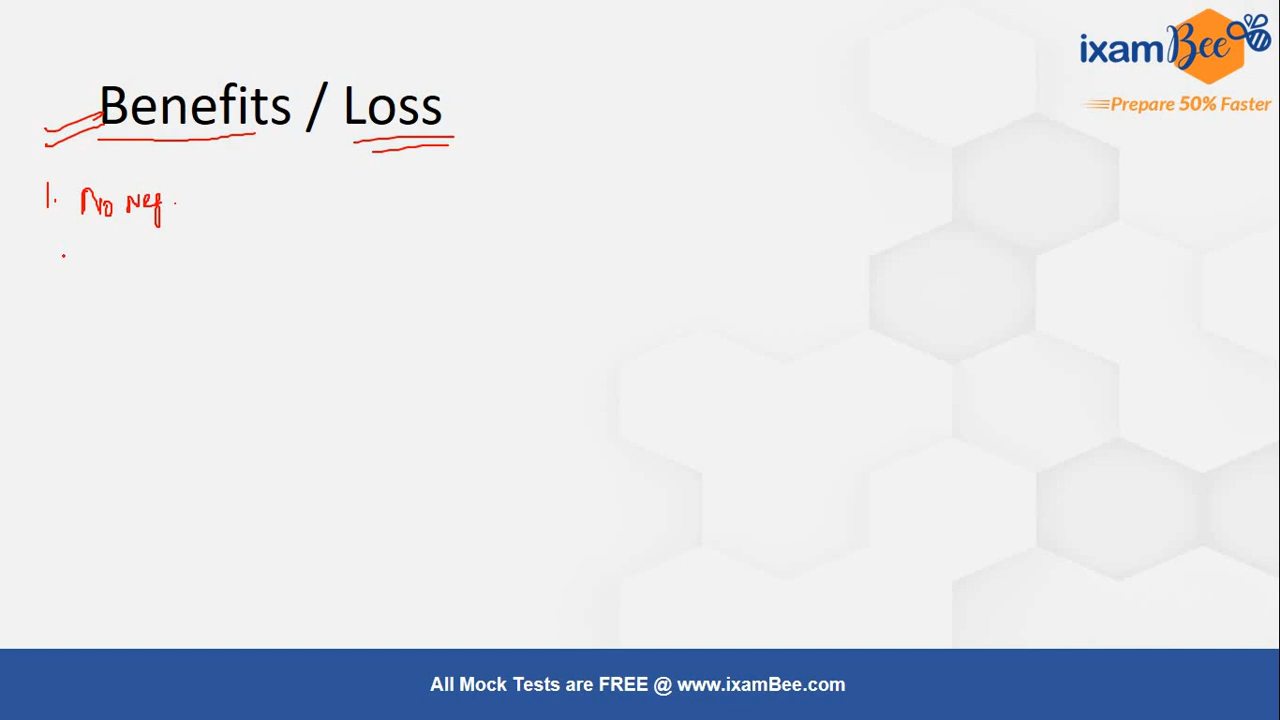 ixamBee
Prepare 50% Faster
Benefits / Loss
1. No Neg.
All Mock Tests are FREE @ www.ixamBee.com